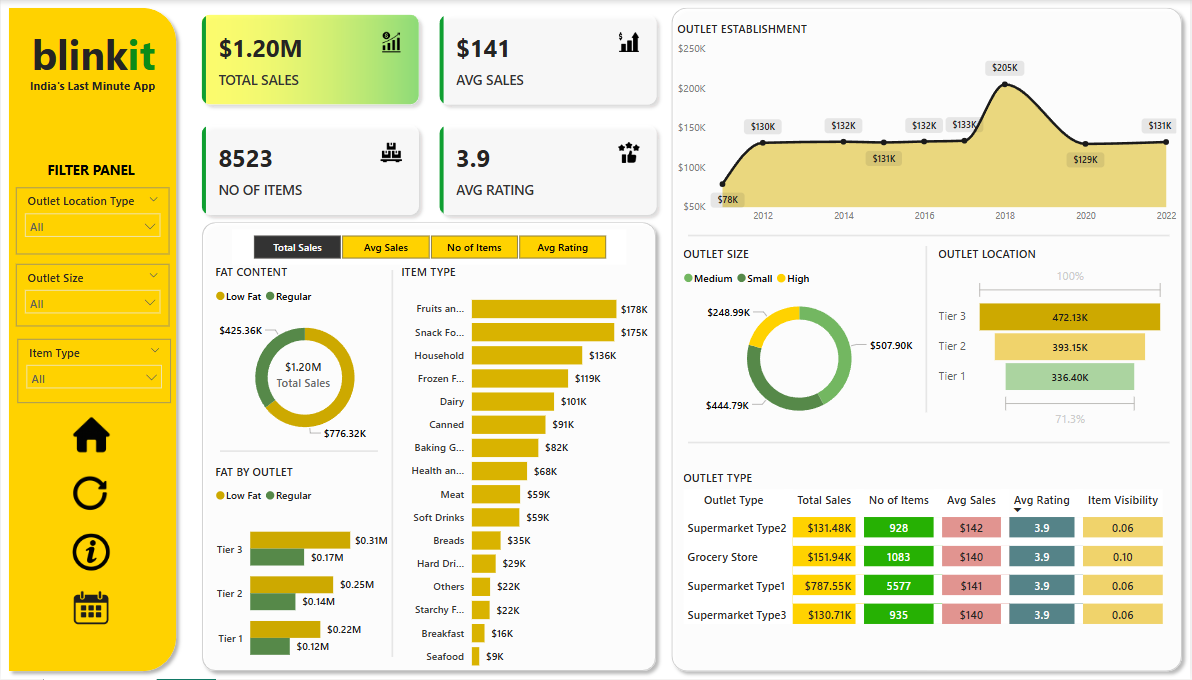 blinkit
India's Last Minute App
FILTER PANEL
Outlet Location Type
All
Outlet Size
All
Item Type
All
$1.20M
TOTAL SALES
$141
AVG SALES
8523
NO OF ITEMS
3.9
AVG RATING
Total Sales
Avg Sales
No of Items
Avg Rating
FAT CONTENT
Low Fat
Regular
$425.36K
$1.20M
Total Sales
$776.32K
FAT BY OUTLET
Low Fat
Regular
Tier 3
$0.31M
$0.17M
Tier 2
$0.25M
$0.14M
Tier 1
$0.22M
$0.12M
ITEM TYPE
Fruits an... $178K
Snack Fo... $175K
Household $136K
Frozen F... $119K
Dairy $101K
Canned $91K
Baking G... $82K
Health an... $68K
Meat $59K
Soft Drinks $59K
Breads $35K
Hard Dri... $29K
Others $22K
Starchy F... $22K
Breakfast $16K
Seafood $9K
OUTLET ESTABLISHMENT
$250K
$200K
$150K
$100K
$50K
$78K
$130K
$132K
$131K
$132K
$133K
$205K
$129K
$131K
2012 2014 2016 2018 2020 2022
OUTLET SIZE
Medium Small High
$248.99K
$507.90K
$444.79K
OUTLET LOCATION
100%
Tier 3 472.13K
Tier 2 393.15K
Tier 1 336.40K
71.3%
OUTLET TYPE
Outlet Type Total Sales No of Items Avg Sales Avg Rating Item Visibility
Supermarket Type2 $131.48K 928 $142 3.9 0.06
Grocery Store $151.94K 1083 $140 3.9 0.10
Supermarket Type1 $787.55K 5577 $141 3.9 0.06
Supermarket Type3 $130.71K 935 $140 3.9 0.06